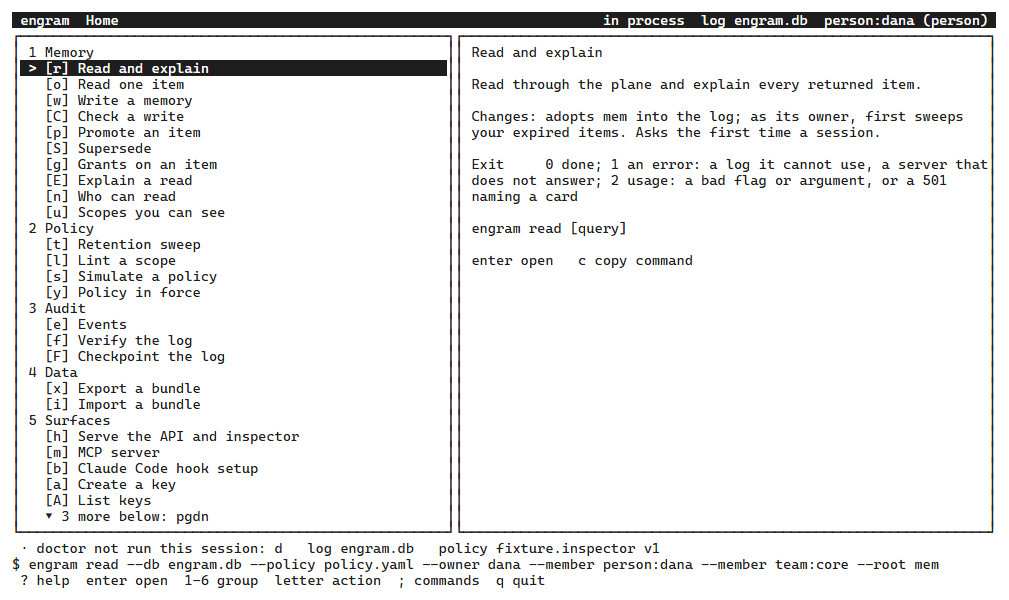 engram  Home
in process  log engram.db  person:dana (person)
1 Memory
> [r] Read and explain
[o] Read one item
[w] Write a memory
[C] Check a write
[p] Promote an item
[S] Supersede
[g] Grants on an item
[E] Explain a read
[n] Who can read
[u] Scopes you can see
2 Policy
[t] Retention sweep
[l] Lint a scope
[s] Simulate a policy
[y] Policy in force
3 Audit
[e] Events
[f] Verify the log
[F] Checkpoint the log
4 Data
[x] Export a bundle
[i] Import a bundle
5 Surfaces
[h] Serve the API and inspector
[m] MCP server
[b] Claude Code hook setup
[a] Create a key
[A] List keys
▼ 3 more below: pgdn
Read and explain
Read through the plane and explain every returned item.
Changes: adopts mem into the log; as its owner, first sweeps
your expired items. Asks the first time a session.
Exit     0 done; 1 an error: a log it cannot use, a server that
does not answer; 2 usage: a bad flag or argument, or a 501
naming a card
engram read [query]
enter open   c copy command
· doctor not run this session: d   log engram.db   policy fixture.inspector v1
$ engram read --db engram.db --policy policy.yaml --owner dana --member person:dana --member team:core --root mem
? help  enter open  1-6 group  letter action  ; commands  q quit